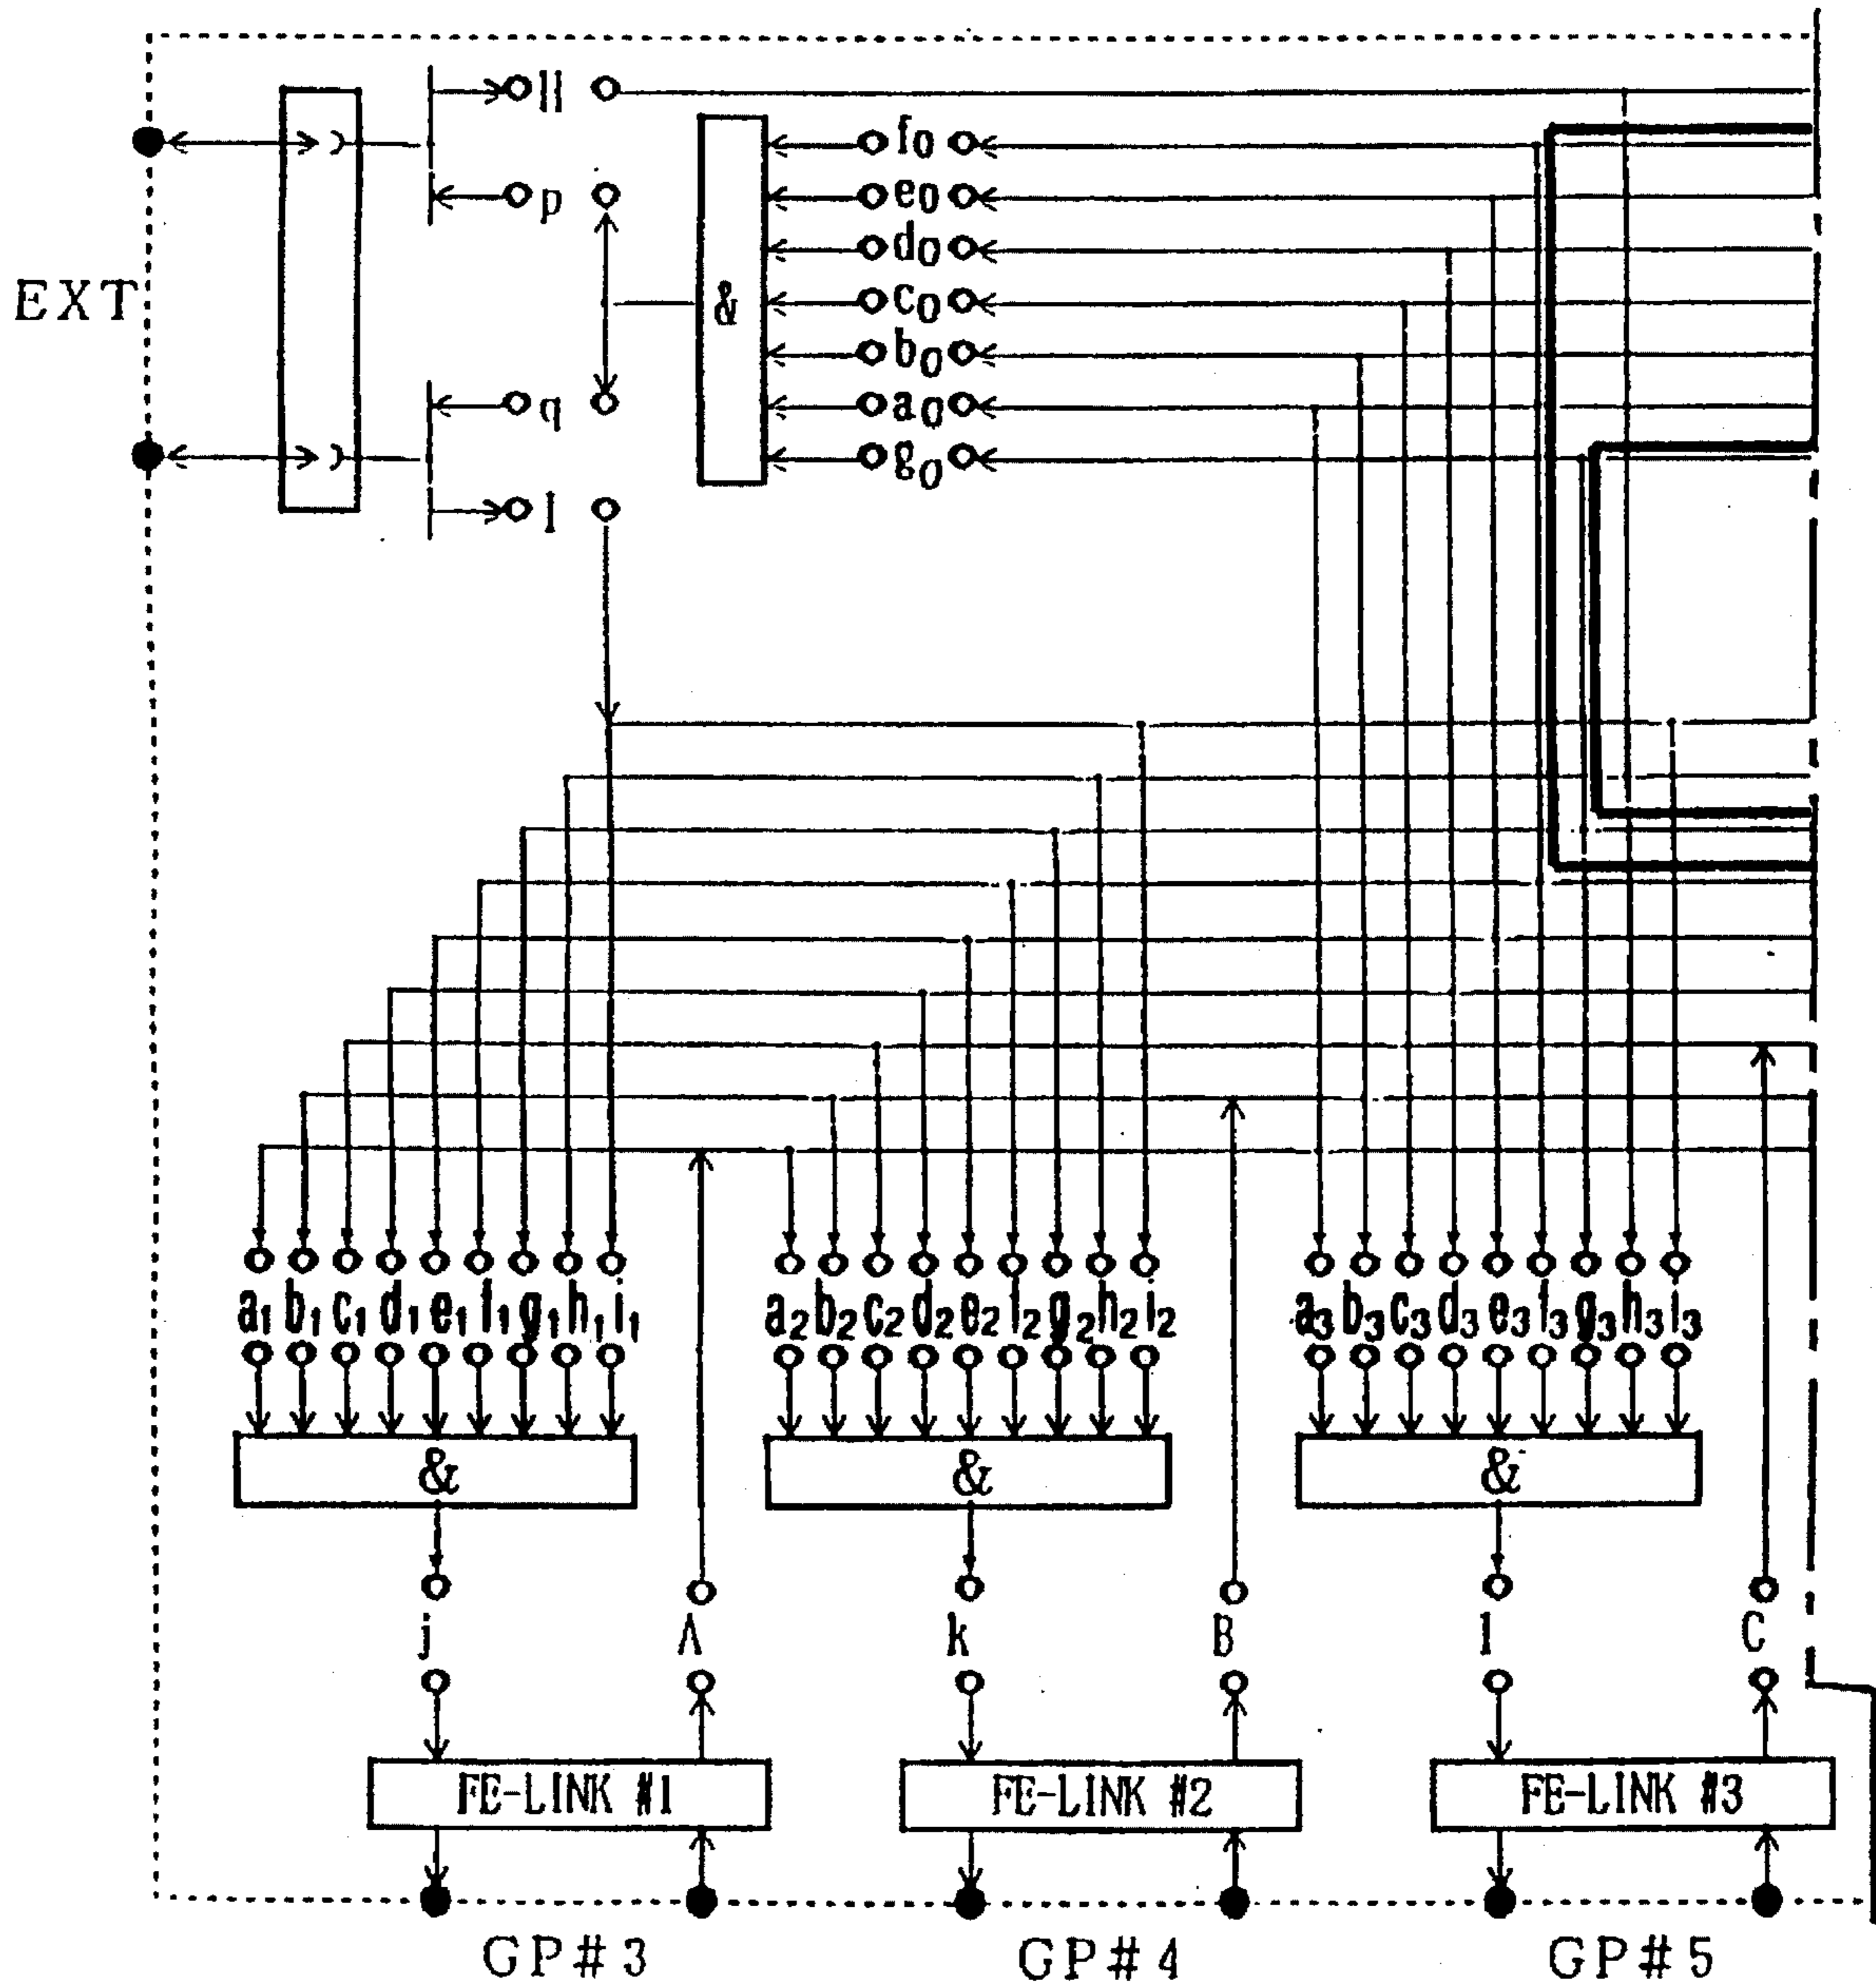 ll
f0
p
e0
d0
EXT
&
c0
b0
q
a0
g0
l
a1 b1 c1 d1 e1 f1 g1 h1 i1
a2 b2 c2 d2 e2 f2 g2 h2 i2
a3 b3 c3 d3 e3 f3 g3 h3 i3
& & &
j A k B l C
FE-LINK #1 FE-LINK #2 FE-LINK #3
GP#3 GP#4 GP#5